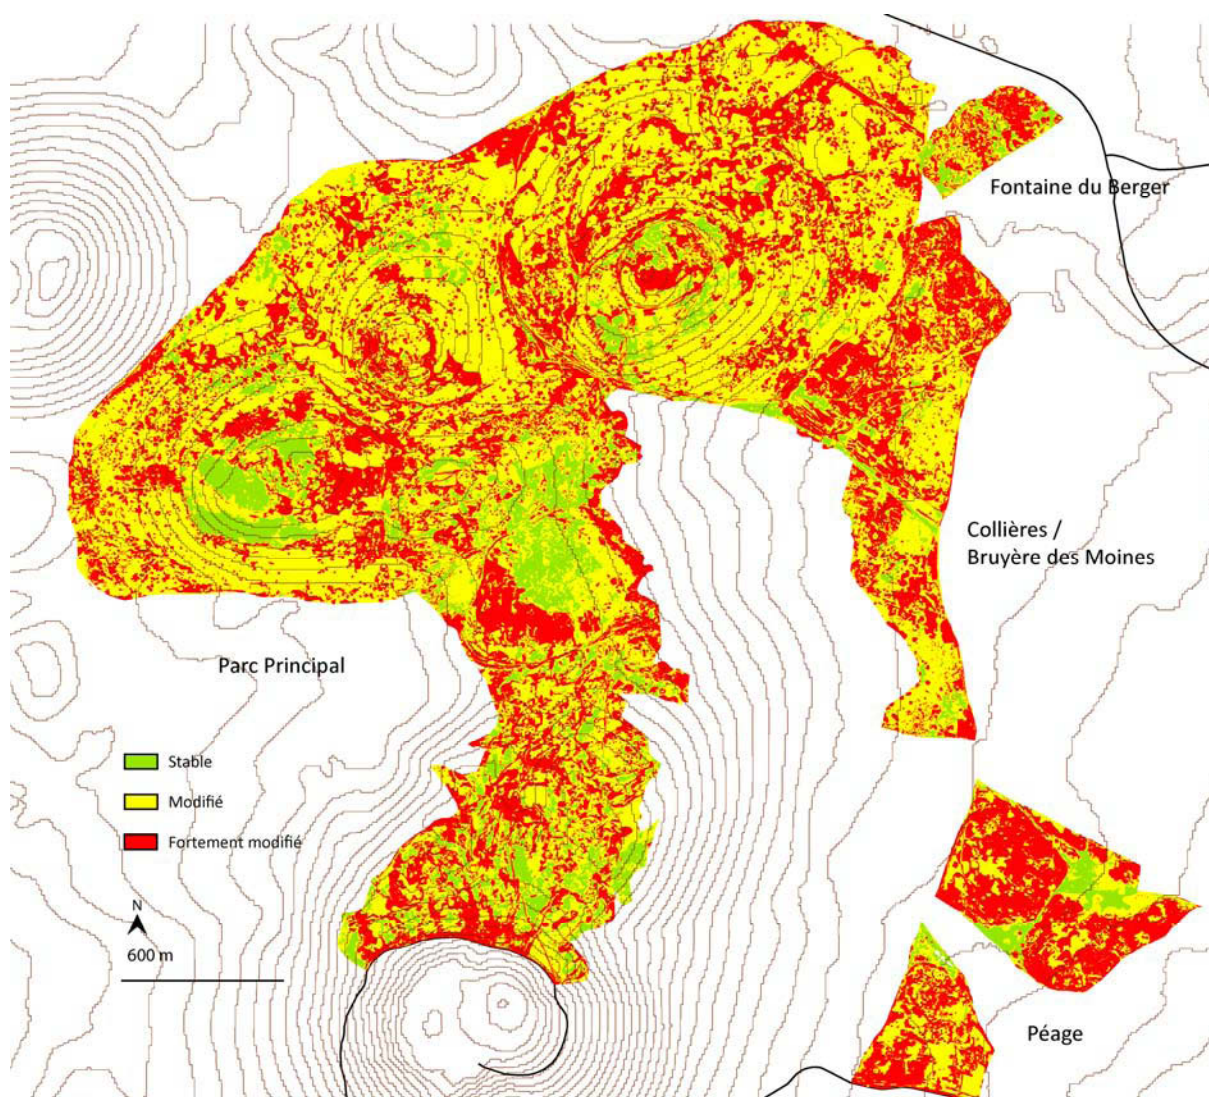 Fontaine du Berger
Collières /
Bruyère des Moines
Parc Principal
Stable
Modifié
Fortement modifié
N
600 m
Péage